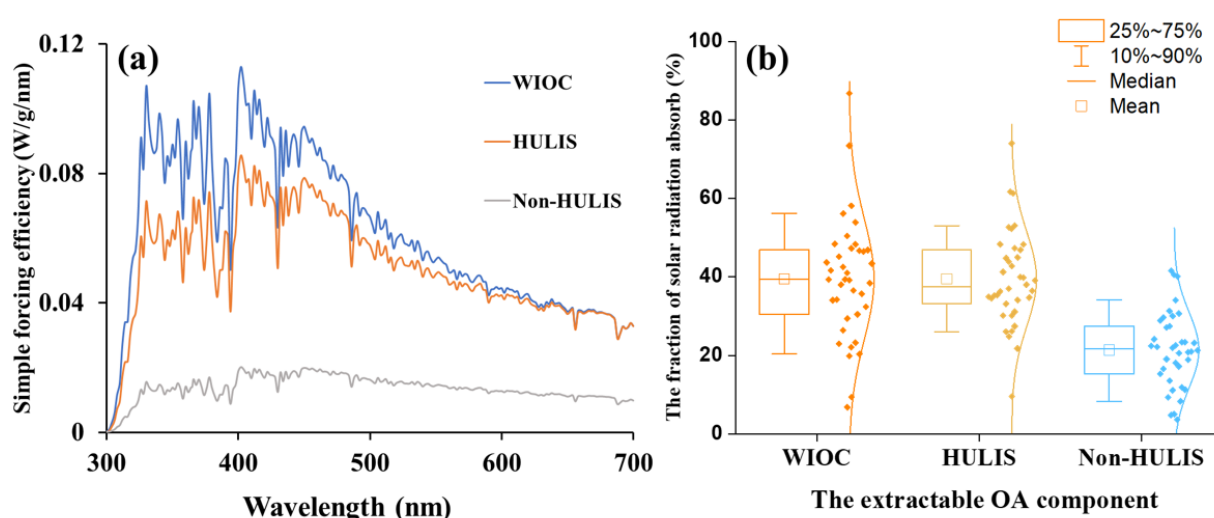 (a)
0.12
0.08
0.04
0
Simple forcing efficiency (W/g/nm)
WIOC
HULIS
Non-HULIS
300 400 500 600 700
Wavelength (nm)
(b)
100
80
60
40
20
0
The fraction of solar radiation absorb (%)
25%~75%
10%~90%
Median
Mean
WIOC HULIS Non-HULIS
The extractable OA component